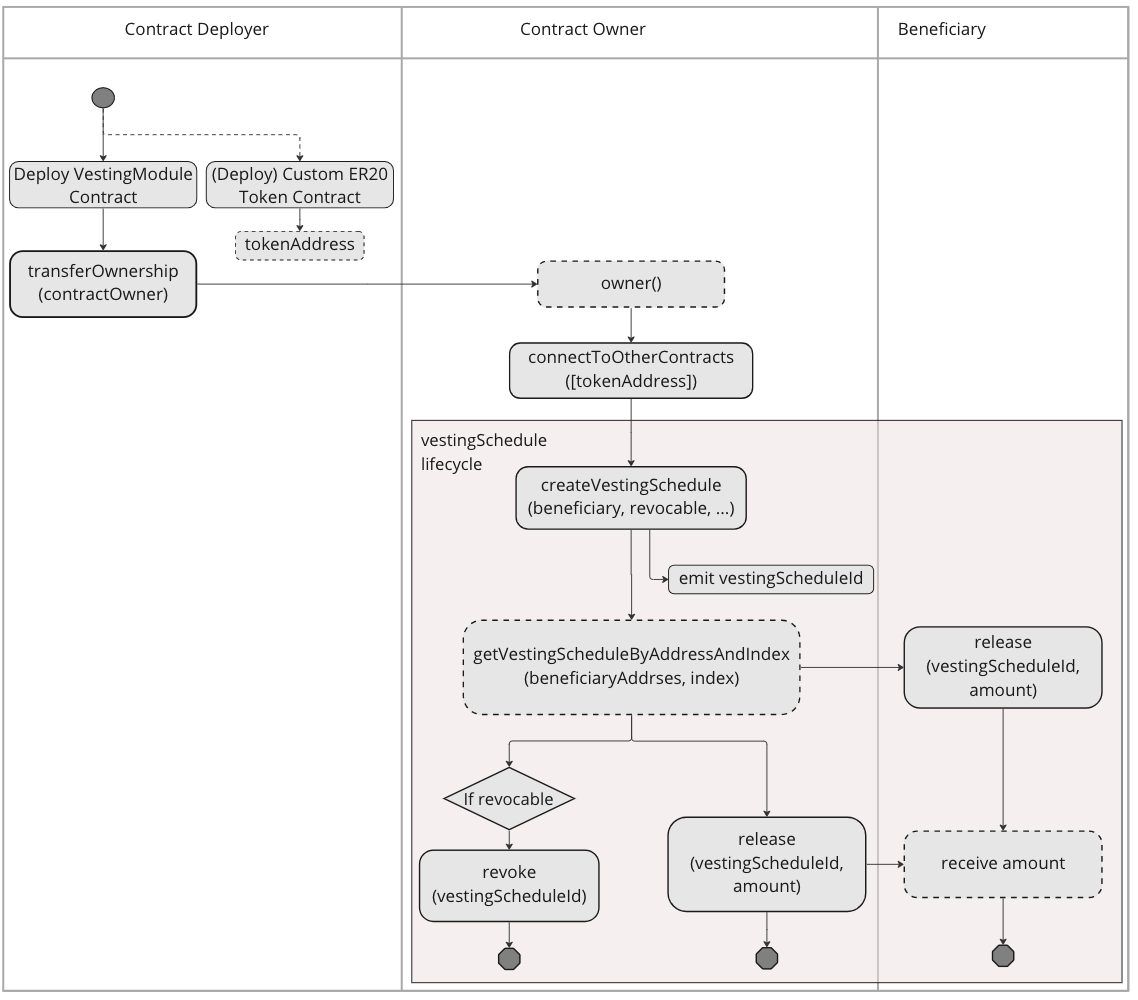 Contract Deployer
Contract Owner
Beneficiary
Deploy VestingModule
Contract
(Deploy) Custom ER20
Token Contract
tokenAddress
transferOwnership
(contractOwner)
owner()
connectToOtherContracts
([tokenAddress])
vestingSchedule
lifecycle
createVestingSchedule
(beneficiary, revocable, ...)
emit vestingScheduleId
getVestingScheduleByAddressAndIndex
(beneficiaryAddrses, index)
release
(vestingScheduleId,
amount)
If revocable
revoke
(vestingScheduleId)
release
(vestingScheduleId,
amount)
receive amount